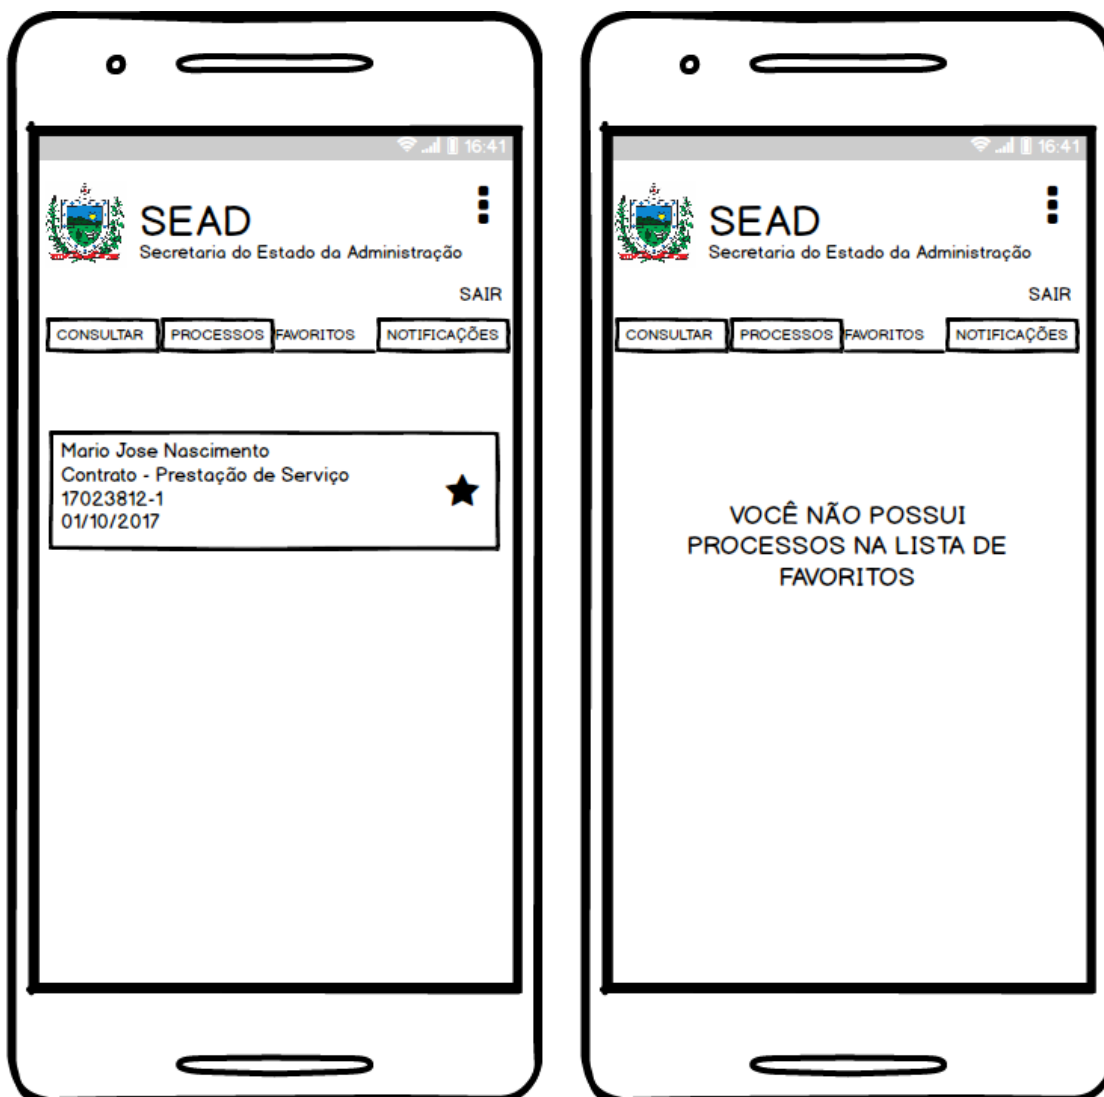 16:41
SEAD
Secretaria do Estado da Administração
SAIR
CONSULTAR PROCESSOS FAVORITOS NOTIFICAÇÕES
Mario Jose Nascimento
Contrato - Prestação de Serviço
17023812-1
01/10/2017
16:41
SEAD
Secretaria do Estado da Administração
SAIR
CONSULTAR PROCESSOS FAVORITOS NOTIFICAÇÕES
VOCÊ NÃO POSSUI
PROCESSOS NA LISTA DE
FAVORITOS